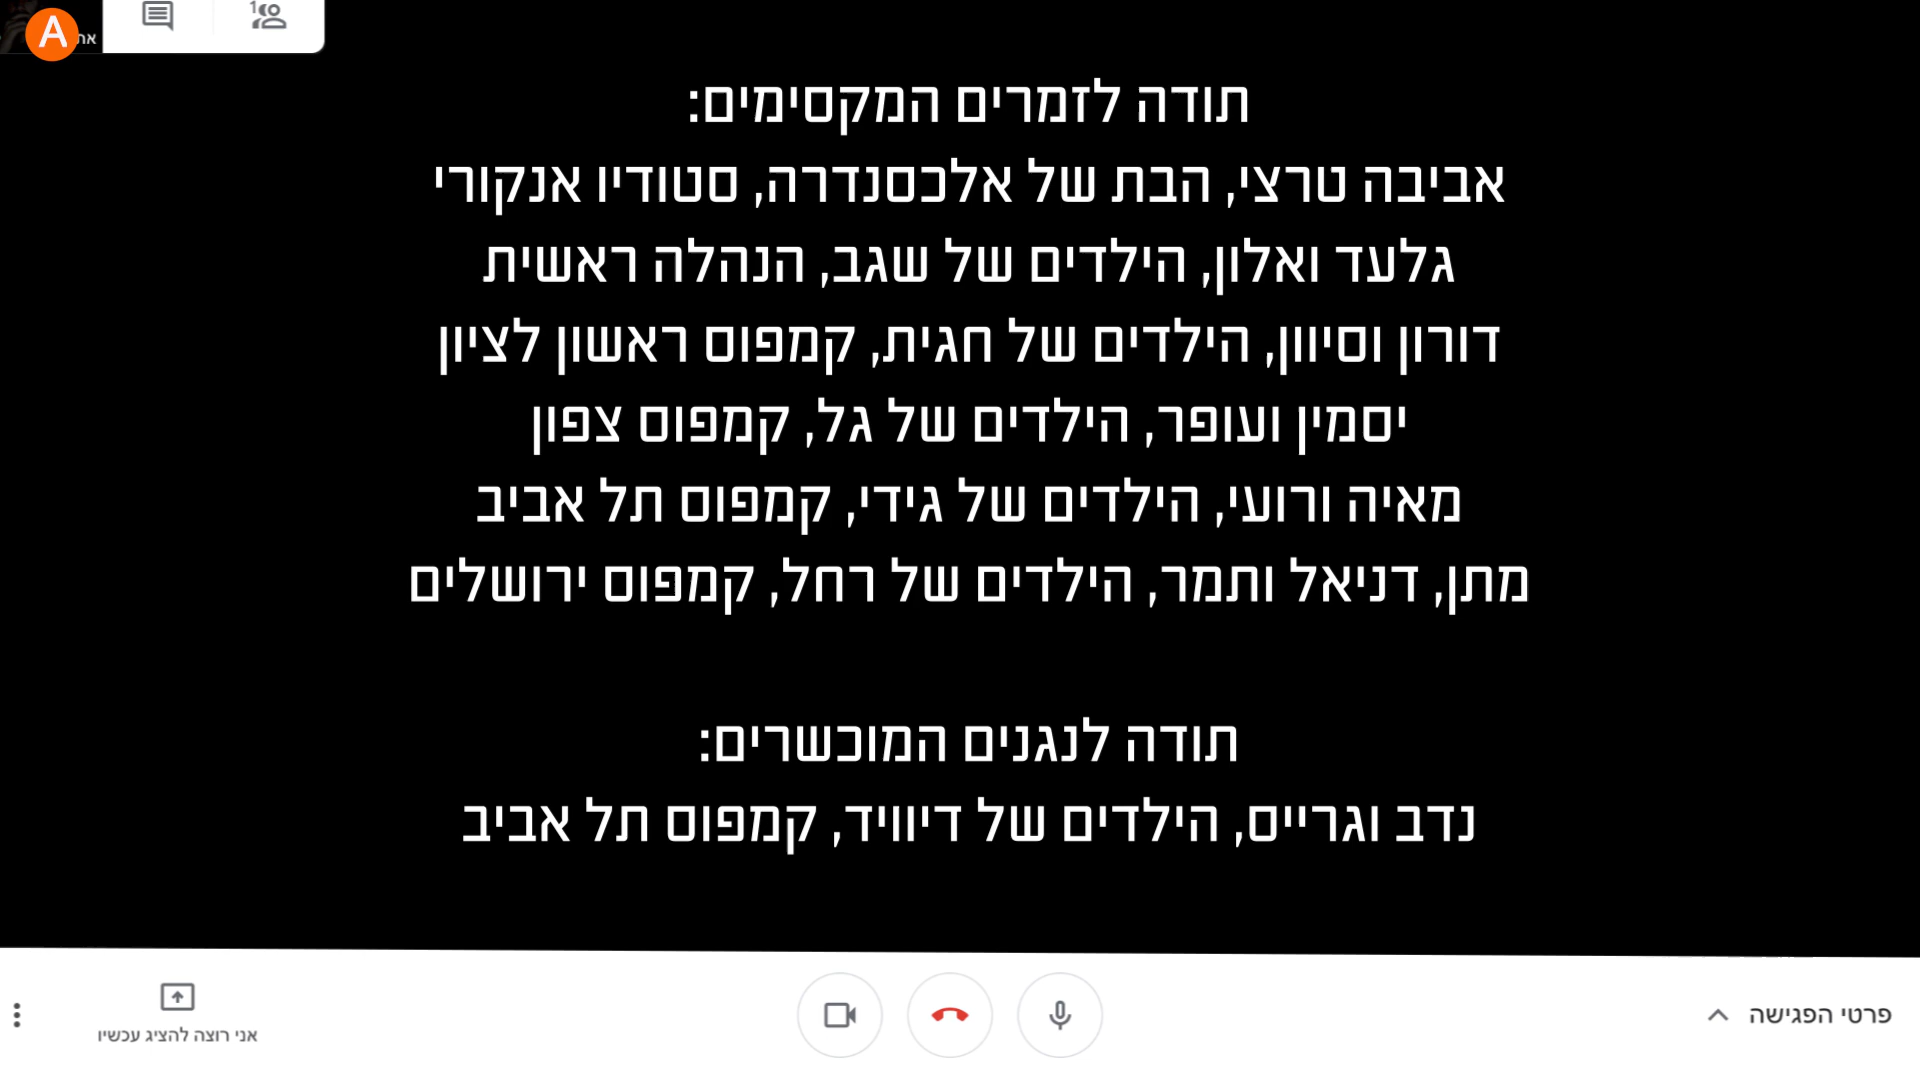 A
את
1
תודה לזמרים המקסימים:
אביבה טרצי, הבת של אלכסנדרה, סטודיו אנקורי
גלעד ואלון, הילדים של שגב, הנהלה ראשית
דורון וסיוון, הילדים של חגית, קמפוס ראשון לציון
יסמין ועופר, הילדים של גל, קמפוס צפון
מאיה ורועי, הילדים של גידי, קמפוס תל אביב
מתן, דניאל ותמר, הילדים של רחל, קמפוס ירושלים
תודה לנגנים המוכשרים:
נדב וגרייס, הילדים של דיוויד, קמפוס תל אביב
פרטי הפגישה
אני רוצה להציג עכשיו